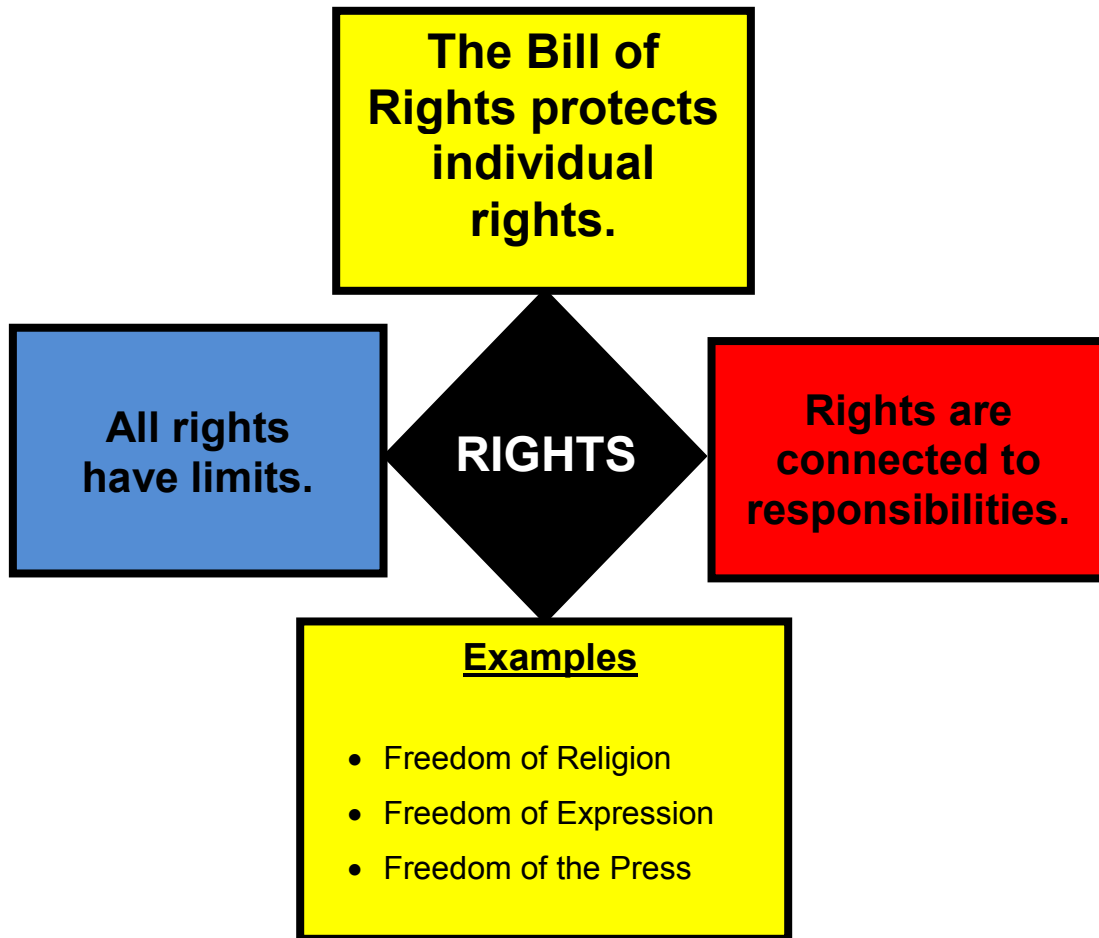 The Bill of
Rights protects
individual
rights.
All rights
have limits.
RIGHTS
Rights are
connected to
responsibilities.
Examples
• Freedom of Religion
• Freedom of Expression
• Freedom of the Press